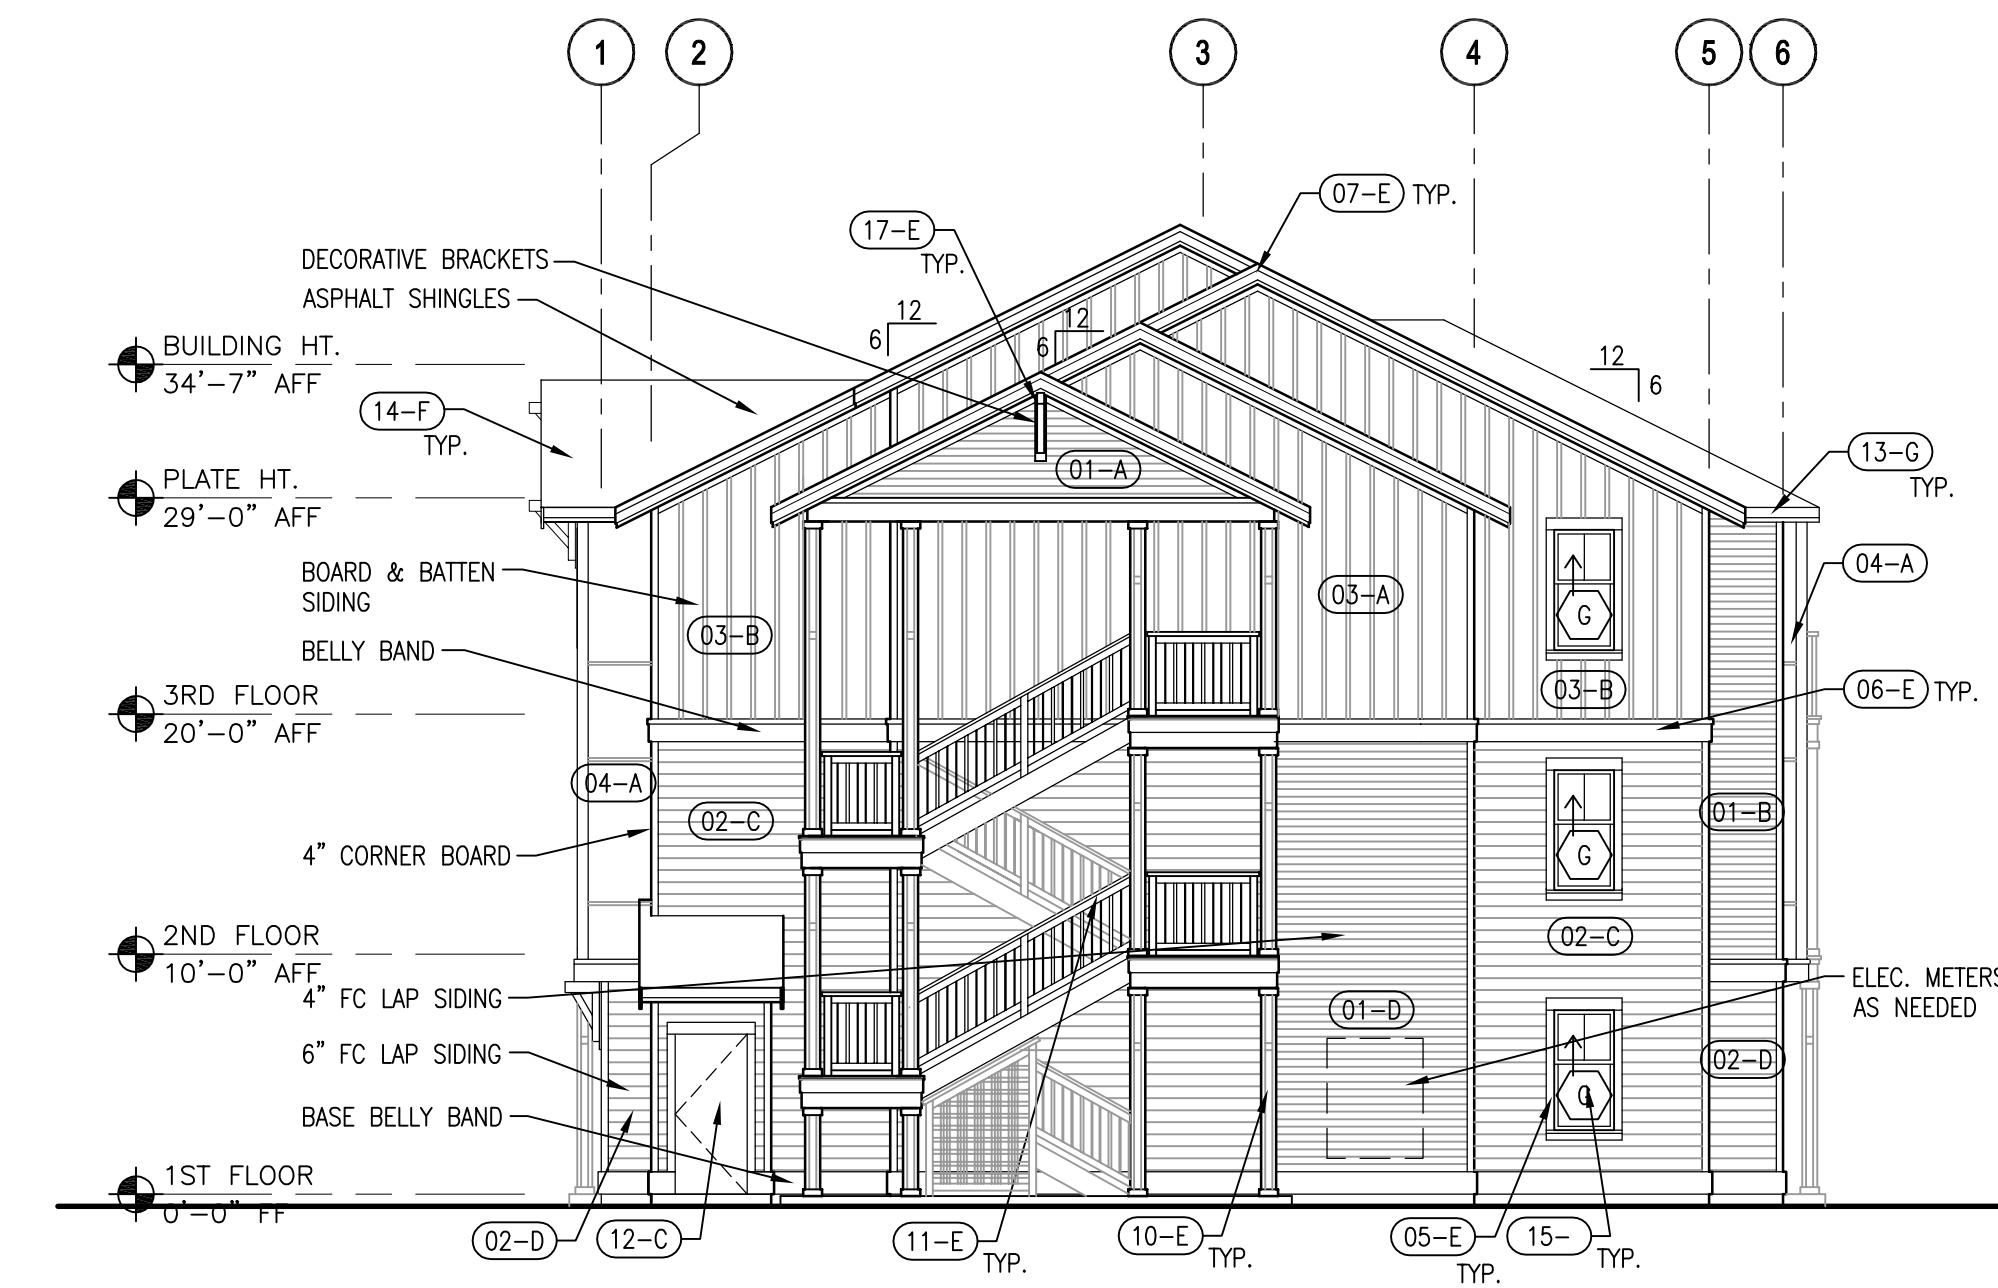 1
2
3
4
5
6
07-E TYP.
17-E
TYP.
DECORATIVE BRACKETS
ASPHALT SHINGLES
12
6
12
6
12
6
BUILDING HT.
34'-7" AFF
14-F
TYP.
01-A
13-G
TYP.
PLATE HT.
29'-0" AFF
BOARD & BATTEN
SIDING
03-B
03-A
G
04-A
BELLY BAND
03-B
06-E TYP.
3RD FLOOR
20'-0" AFF
04-A
02-C
01-B
4" CORNER BOARD
G
2ND FLOOR
10'-0" AFF
02-C
4" FC LAP SIDING
01-D
ELEC. METERS
AS NEEDED
6" FC LAP SIDING
02-D
G
BASE BELLY BAND
1ST FLOOR
0'-0" FF
02-D
12-C
11-E
TYP.
10-E
TYP.
05-E
TYP.
15-
TYP.